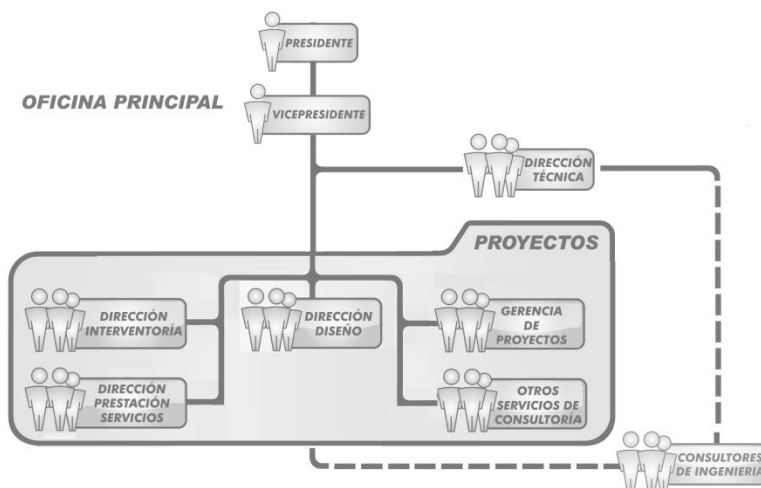 PRESIDENTE
OFICINA PRINCIPAL
VICEPRESIDENTE
DIRECCIÓN
TÉCNICA
PROYECTOS
DIRECCIÓN
INTERVENTORÍA
DIRECCIÓN
DISEÑO
GERENCIA
DE
PROYECTOS
DIRECCIÓN
PRESTACIÓN
SERVICIOS
OTROS
SERVICIOS DE
CONSULTORÍA
CONSULTORES
DE INGENIERIA